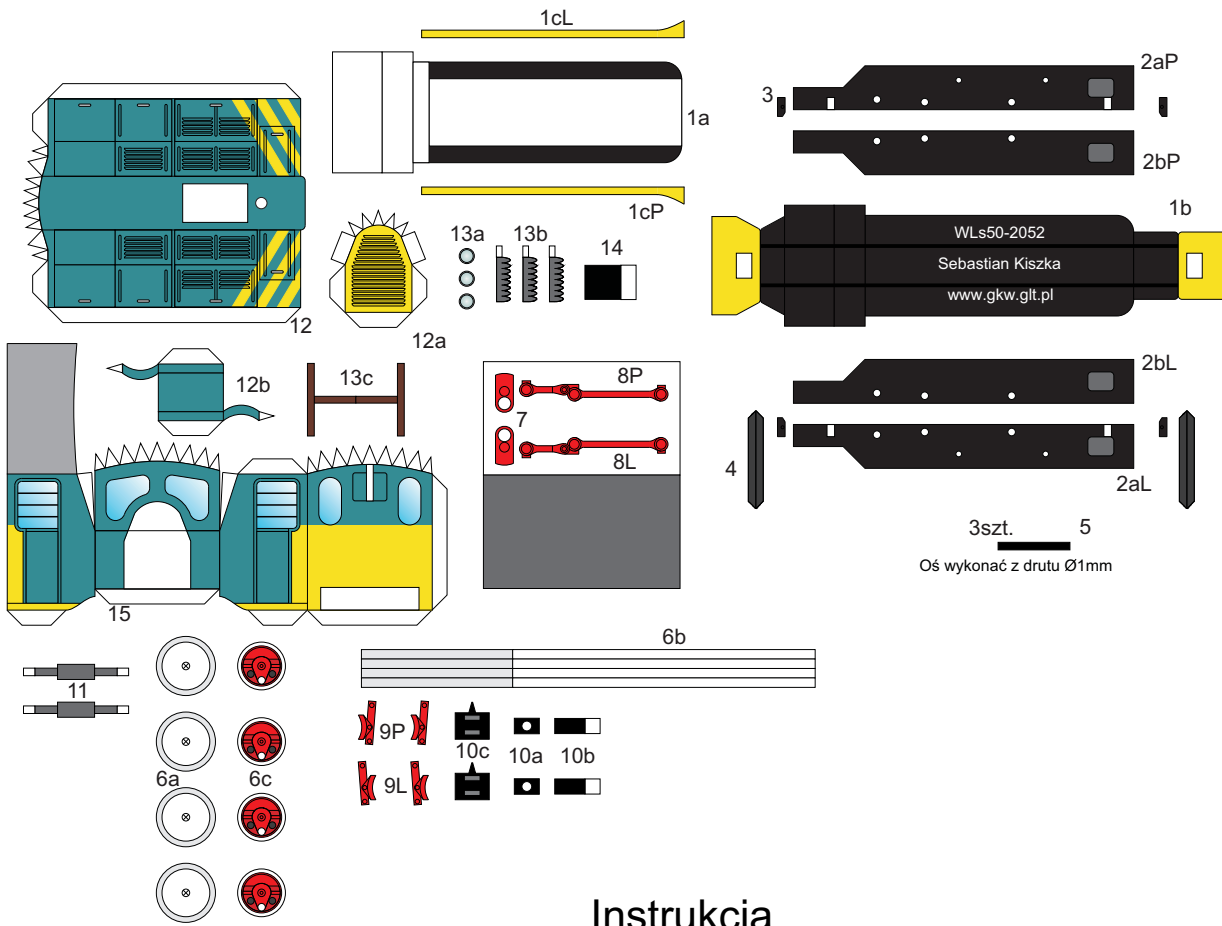 1cL
2aP
3
1a
2bP
1cP
1b
13a
13b
14
WLs50-2052
Sebastian Kiszka
www.gkw.glt.pl
12
12a
12b
13c
8P
7
8L
2bL
4
2aL
3szt.
5
Oś wykonać z drutu Ø1mm
15
6b
11
9P
10c
10a
10b
6a
6c
9L
Instrukcja